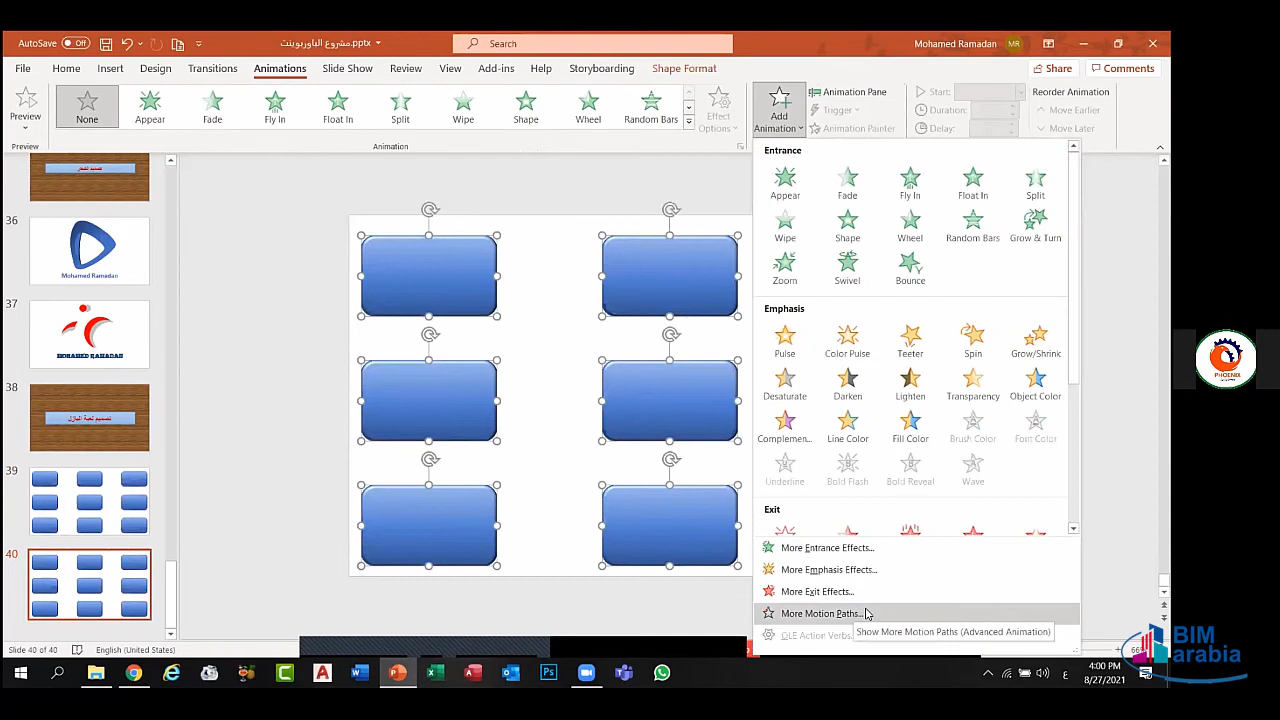 AutoSave Off
مشروع الباوربوينت.pptx
Search
Mohamed Ramadan MR
File Home Insert Design Transitions Animations Slide Show Review View Add-ins Help Storyboarding Shape Format
Share Comments
Preview
None Appear Fade Fly In Float In Split Wipe Shape Wheel Random Bars
Effect Options
Add Animation
Animation Pane
Trigger
Animation Painter
Start:
Duration:
Delay:
Reorder Animation
Move Earlier
Move Later
Preview Animation
Entrance
Appear Fade Fly In Float In Split
Wipe Shape Wheel Random Bars Grow & Turn
Zoom Swivel Bounce
Emphasis
Pulse Color Pulse Teeter Spin Grow/Shrink
Desaturate Darken Lighten Transparency Object Color
Complemen... Line Color Fill Color Brush Color Font Color
Underline Bold Flash Bold Reveal Wave
Exit
More Entrance Effects...
More Emphasis Effects...
More Exit Effects...
More Motion Paths...
Show More Motion Paths (Advanced Animation)
OLE Action Verbs...
36
Mohamed Ramadan
37
MOHAMED RAMADAN
38
تصميم لعبة البازل
39
40
Slide 40 of 40 English (United States)
PHOENIX
BIM
arabia
4:00 PM
8/27/2021